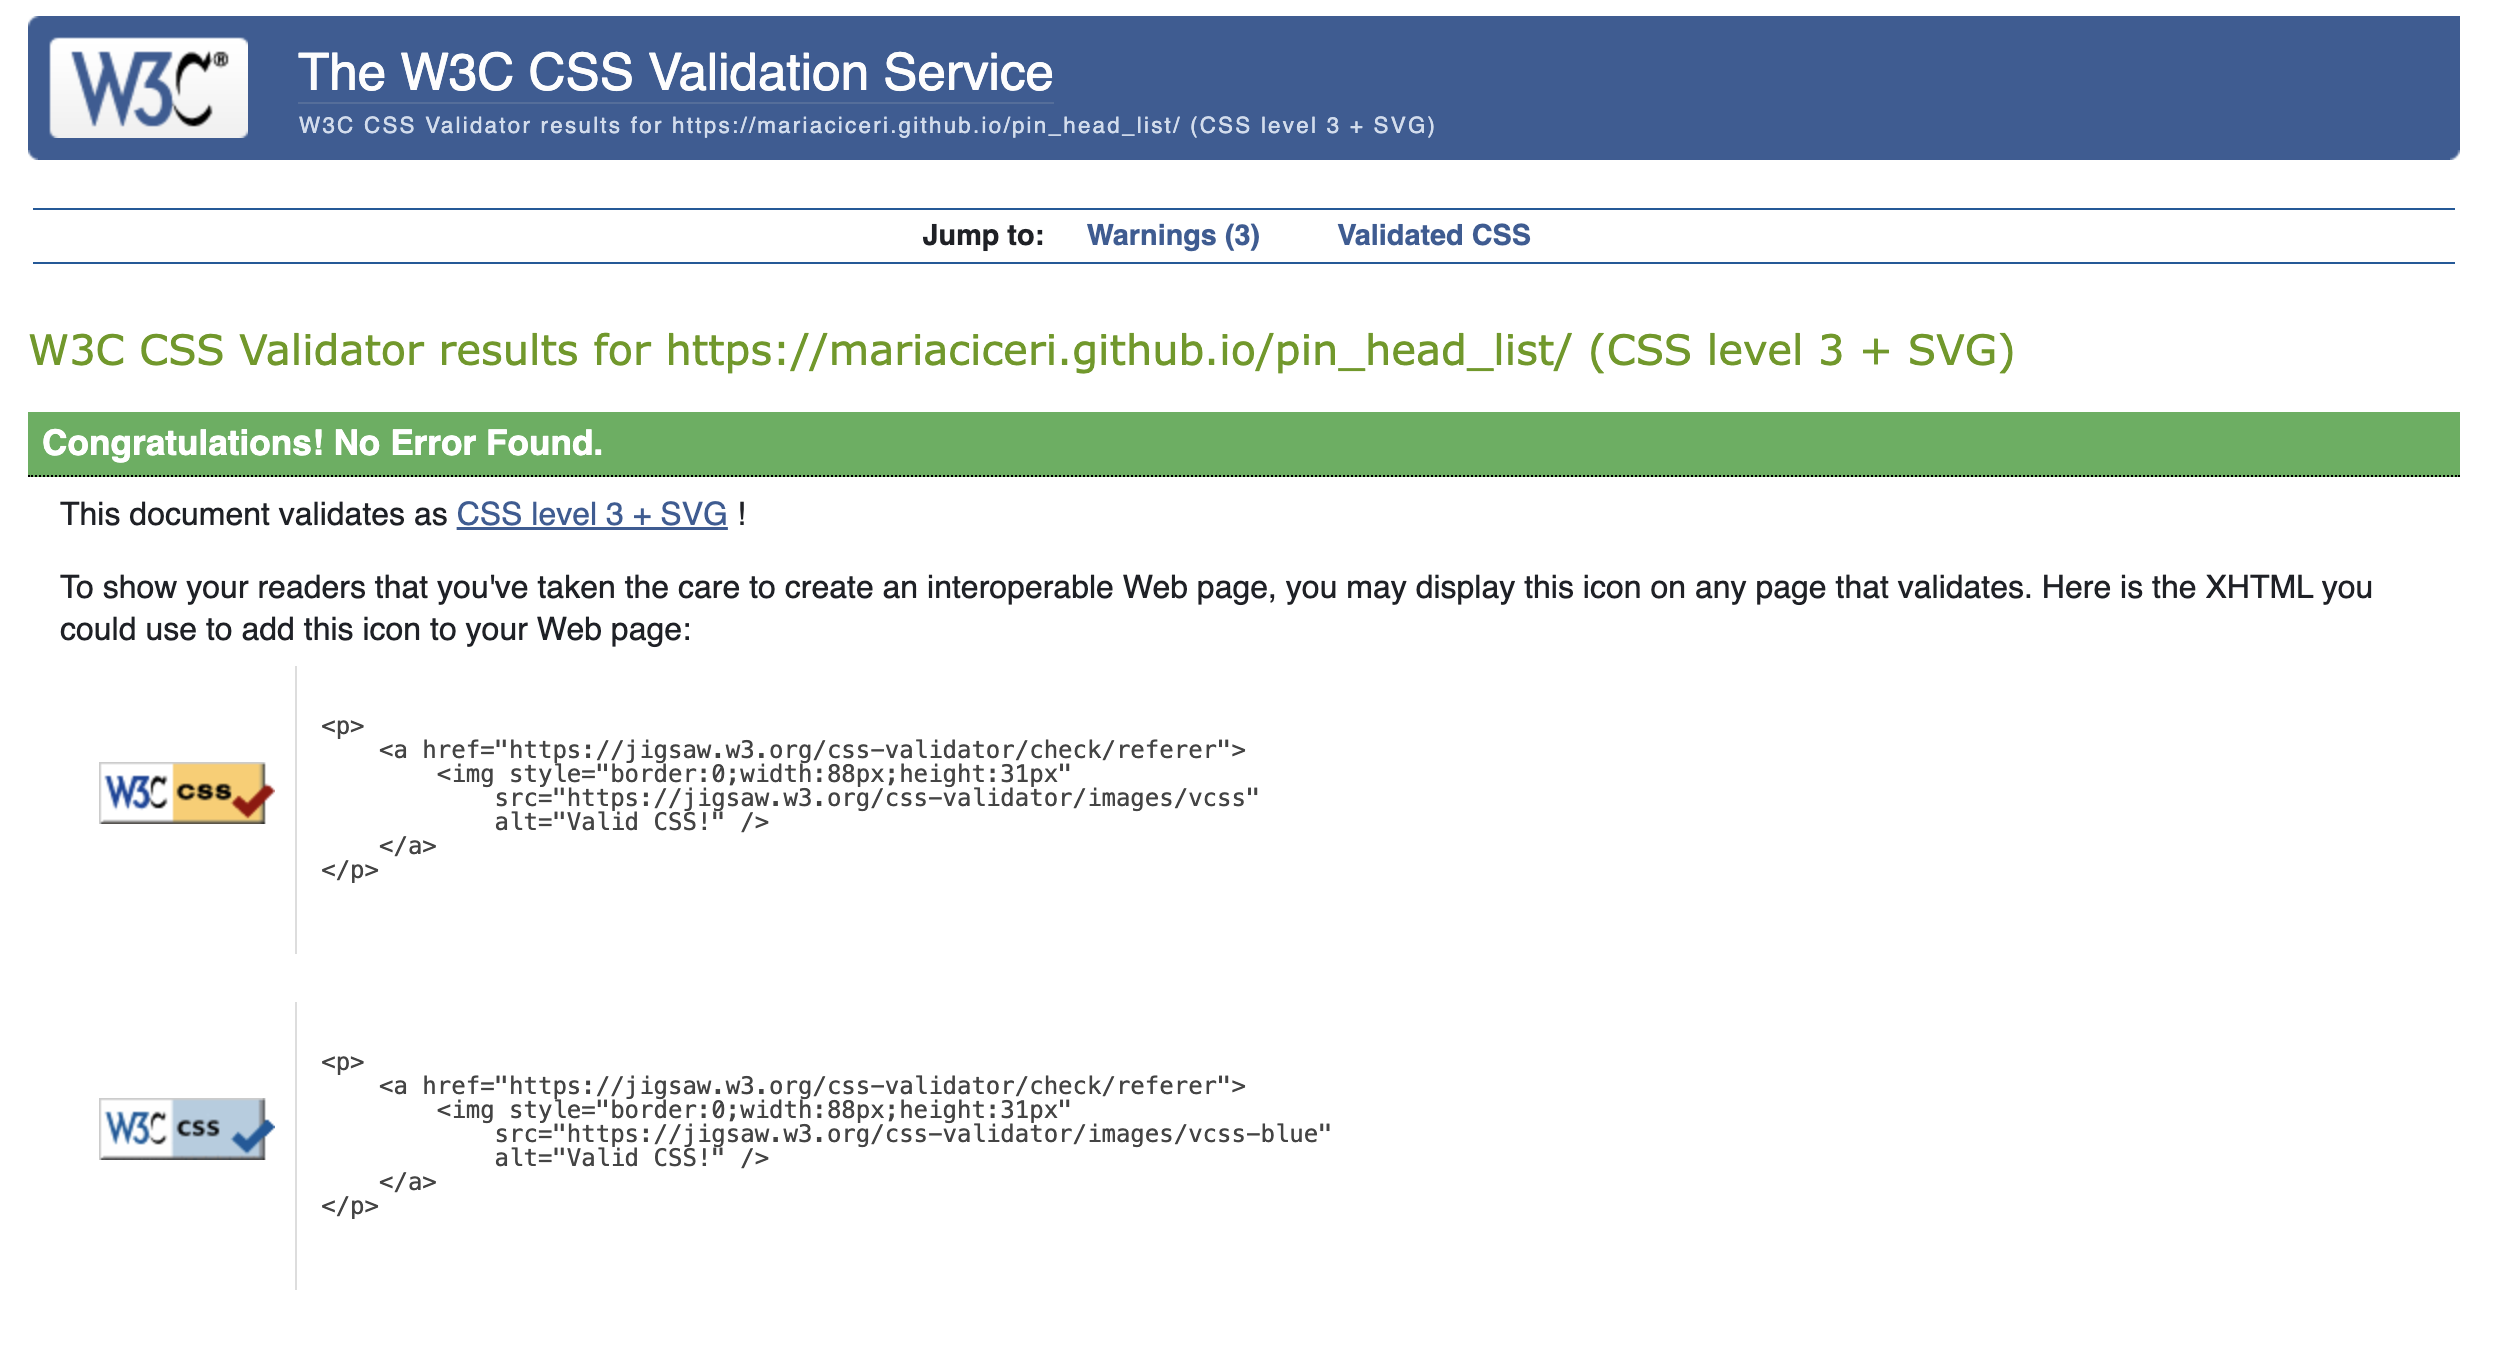 W3C®
The W3C CSS Validation Service
W3C CSS Validator results for https://mariaciceri.github.io/pin_head_list/ (CSS level 3 + SVG)
Jump to: Warnings (3) Validated CSS
W3C CSS Validator results for https://mariaciceri.github.io/pin_head_list/ (CSS level 3 + SVG)
Congratulations! No Error Found.
This document validates as CSS level 3 + SVG !
To show your readers that you've taken the care to create an interoperable Web page, you may display this icon on any page that validates. Here is the XHTML you
could use to add this icon to your Web page:
W3C css
<p>
    <a href="https://jigsaw.w3.org/css-validator/check/referer">
        <img style="border:0;width:88px;height:31px"
            src="https://jigsaw.w3.org/css-validator/images/vcss"
            alt="Valid CSS!" />
    </a>
</p>
W3C css
<p>
    <a href="https://jigsaw.w3.org/css-validator/check/referer">
        <img style="border:0;width:88px;height:31px"
            src="https://jigsaw.w3.org/css-validator/images/vcss-blue"
            alt="Valid CSS!" />
    </a>
</p>